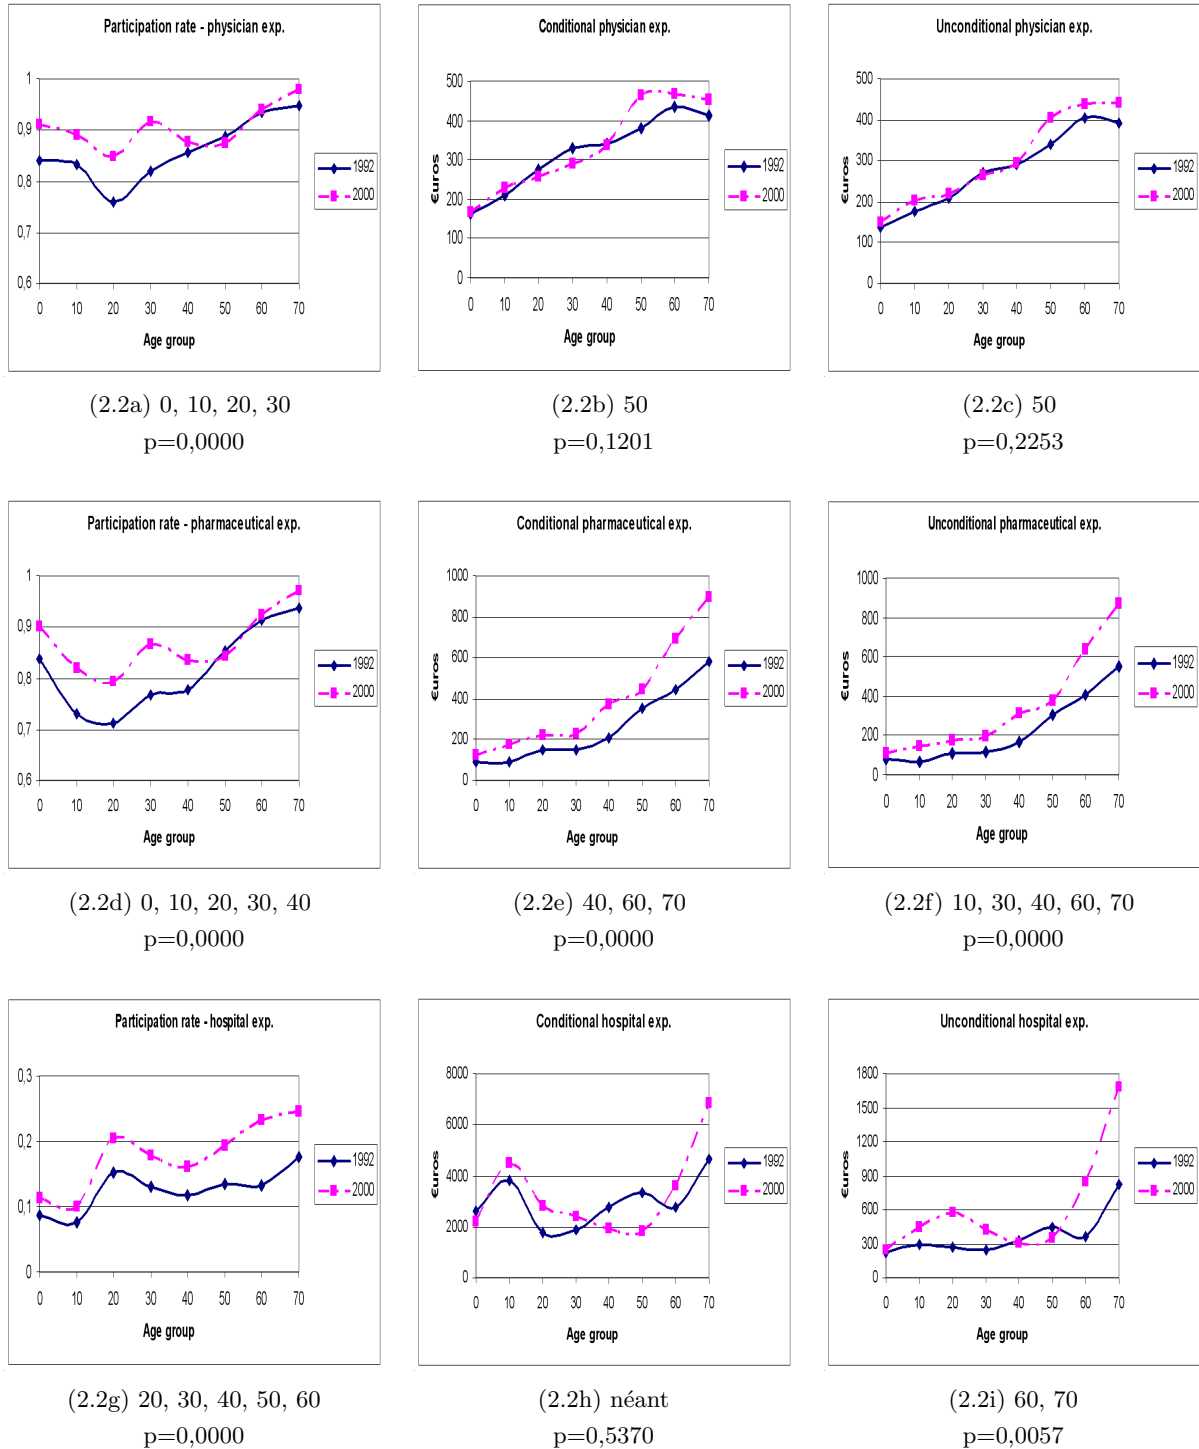 Participation rate - physician exp.
1
0,9
0,8
0,7
0,6
0 10 20 30 40 50 60 70
Age group
1992
2000
(2.2a) 0, 10, 20, 30
p=0,0000
Conditional physician exp.
€uros
500
400
300
200
100
0
0 10 20 30 40 50 60 70
Age group
1992
2000
(2.2b) 50
p=0,1201
Unconditional physician exp.
€uros
500
400
300
200
100
0
0 10 20 30 40 50 60 70
Age group
1992
2000
(2.2c) 50
p=0,2253
Participation rate - pharmaceutical exp.
1
0,9
0,8
0,7
0,6
0 10 20 30 40 50 60 70
Age group
1992
2000
(2.2d) 0, 10, 20, 30, 40
p=0,0000
Conditional pharmaceutical exp.
€uros
1000
800
600
400
200
0
0 10 20 30 40 50 60 70
Age group
1992
2000
(2.2e) 40, 60, 70
p=0,0000
Unconditional pharmaceutical exp.
€uros
1000
800
600
400
200
0
0 10 20 30 40 50 60 70
Age group
1992
2000
(2.2f) 10, 30, 40, 60, 70
p=0,0000
Participation rate - hospital exp.
0,3
0,2
0,1
0
0 10 20 30 40 50 60 70
Age group
1992
2000
(2.2g) 20, 30, 40, 50, 60
p=0,0000
Conditional hospital exp.
€uros
8000
6000
4000
2000
0
0 10 20 30 40 50 60 70
Age group
1992
2000
(2.2h) néant
p=0,5370
Unconditional hospital exp.
€uros
1800
1500
1200
900
600
300
0
0 10 20 30 40 50 60 70
Age group
1992
2000
(2.2i) 60, 70
p=0,0057